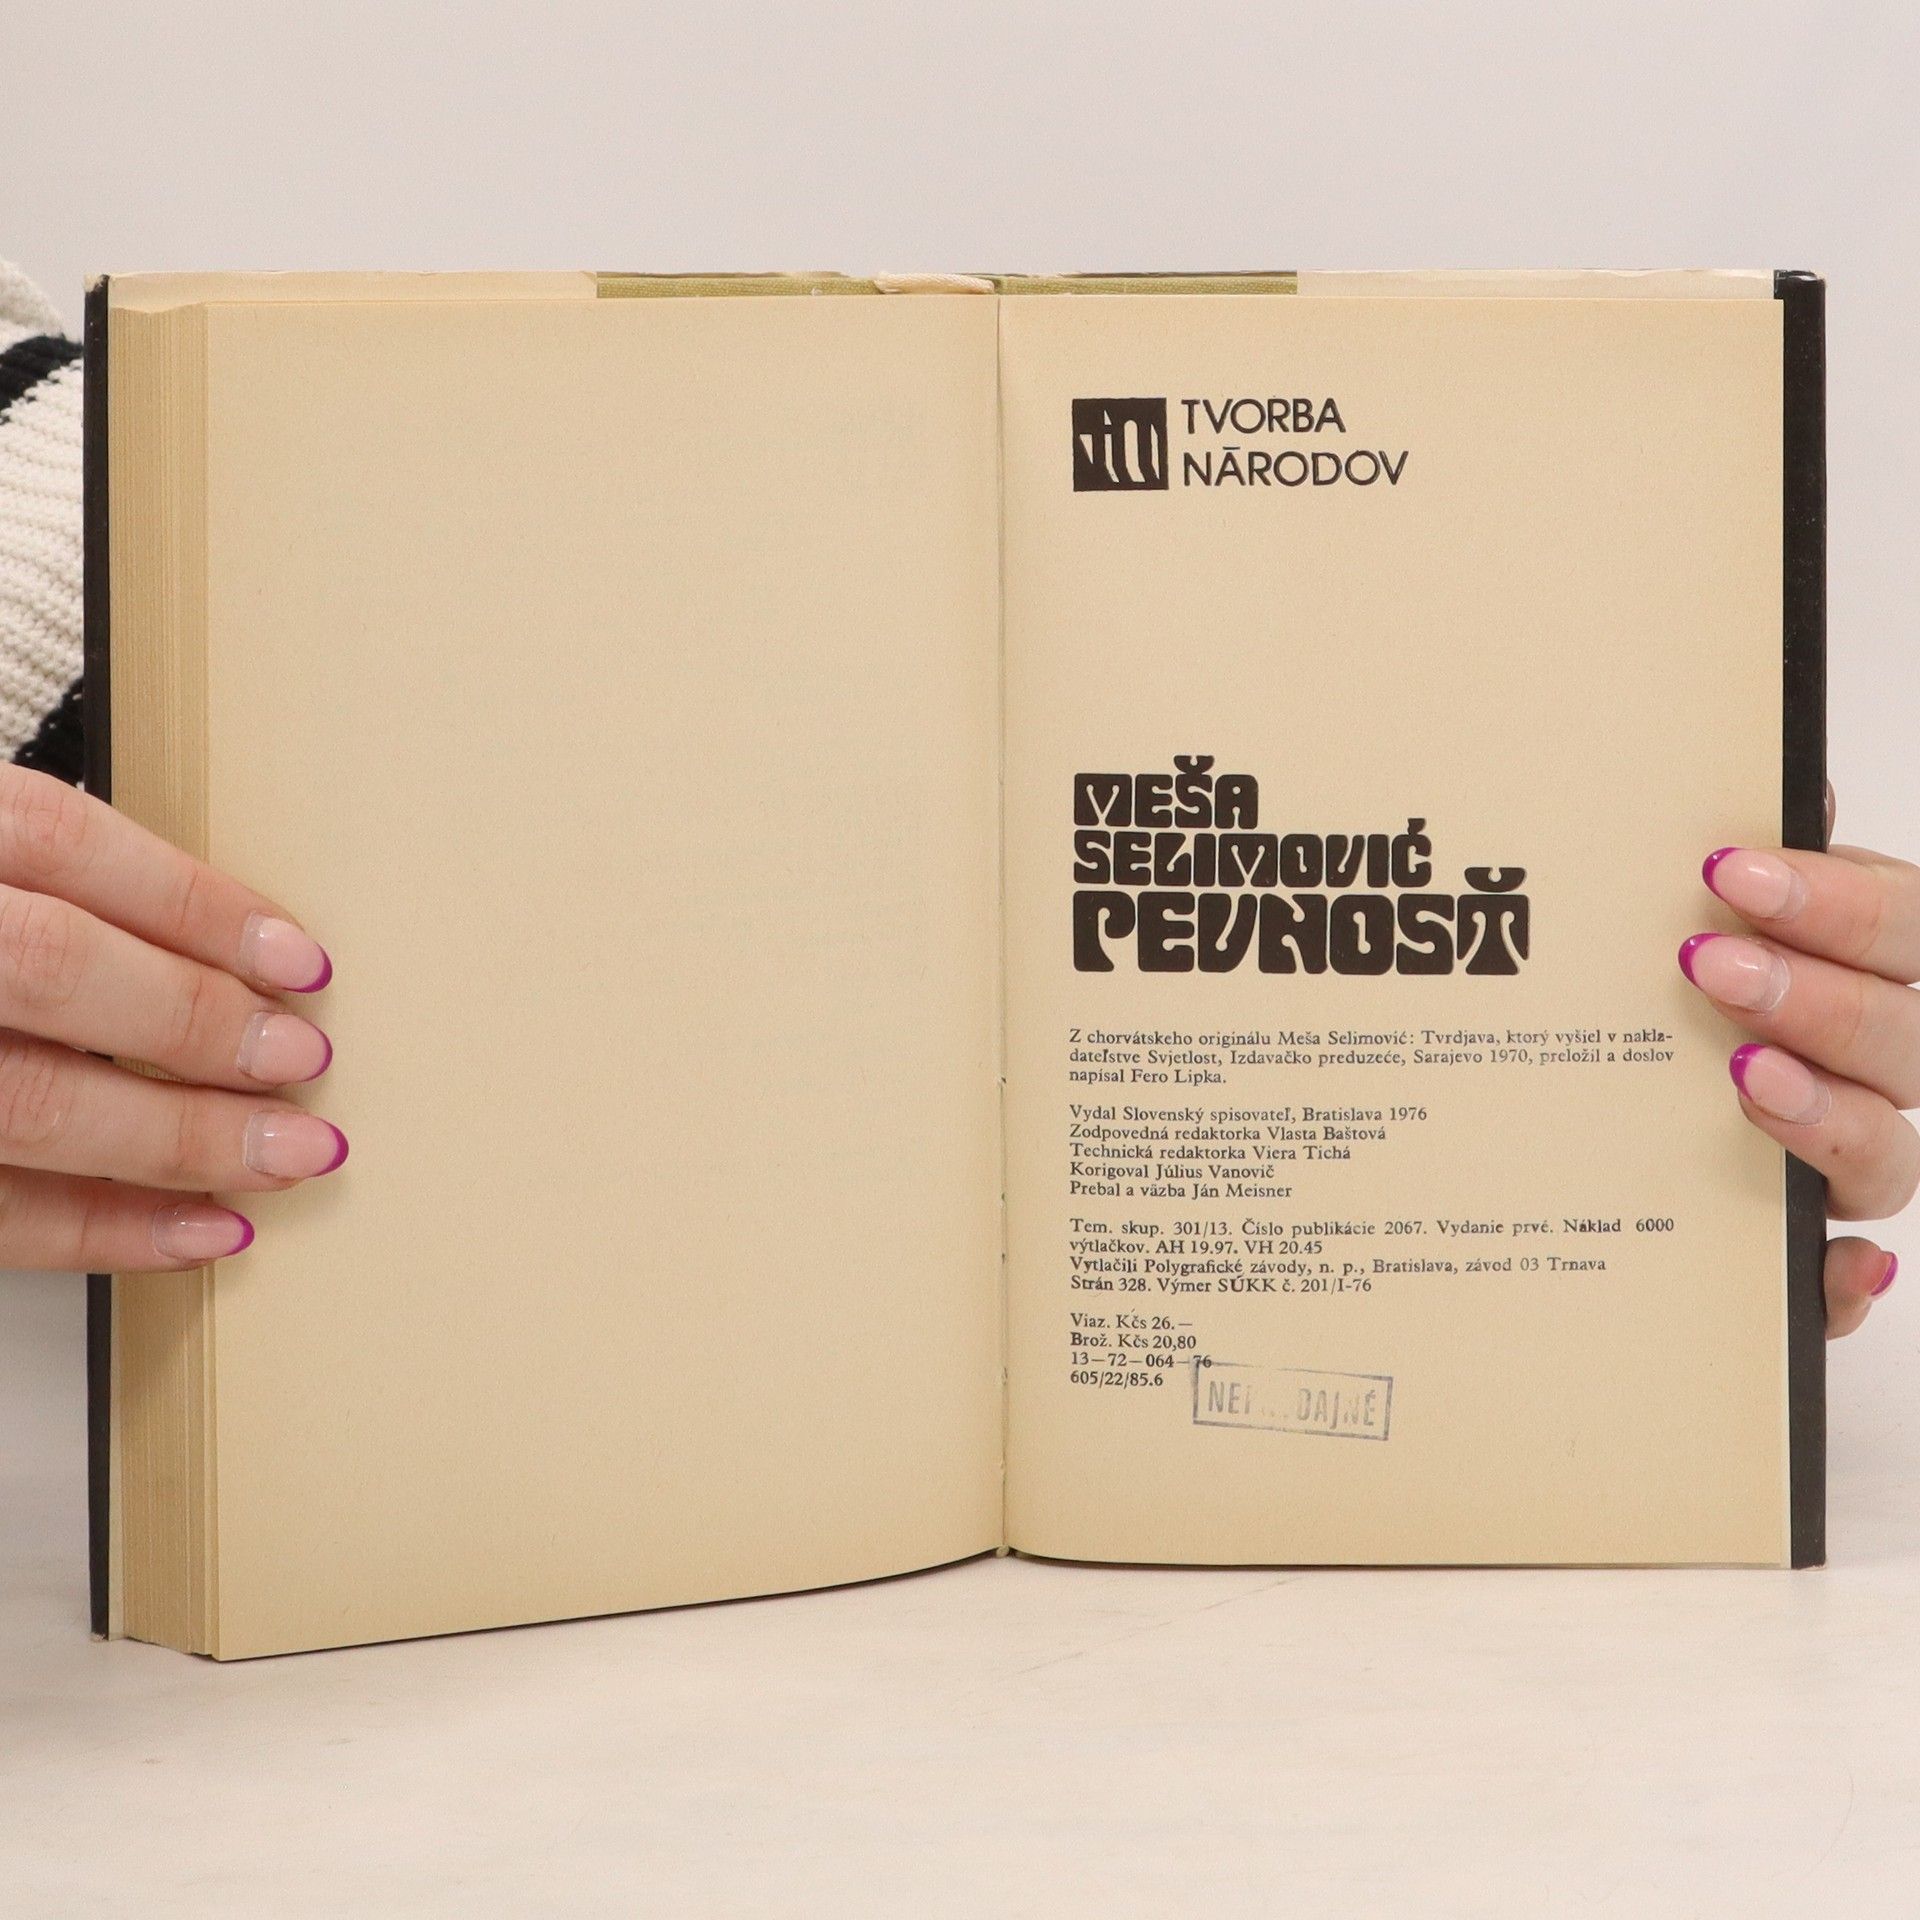 TVORBA
NÁRODOV
MEŠA
SELIMOVIĆ
PEVNOSŤ
Z chorvátskeho originálu Meša Selimović: Tvrdjava, ktorý vyšiel v nakla-
dateľstve Svjetlost, Izdavačko preduzeće, Sarajevo 1970, preložil a doslov
napísal Fero Lipka.
Vydal Slovenský spisovateľ, Bratislava 1976
Zodpovedná redaktorka Vlasta Baštová
Technická redaktorka Viera Tichá
Korigoval Július Vanovič
Prebal a väzba Ján Meisner
Tem. skup. 301/13. Číslo publikácie 2067. Vydanie prvé. Náklad 6000
výtlačkov. AH 19.97. VH 20.45
Vytlačili Polygrafické závody, n. p., Bratislava, závod 03 Trnava
Strán 328. Výmer SÚKK č. 201/I-76
Viaz. Kčs 26.—
Brož. Kčs 20,80
13—72—064—76
605/22/85.6